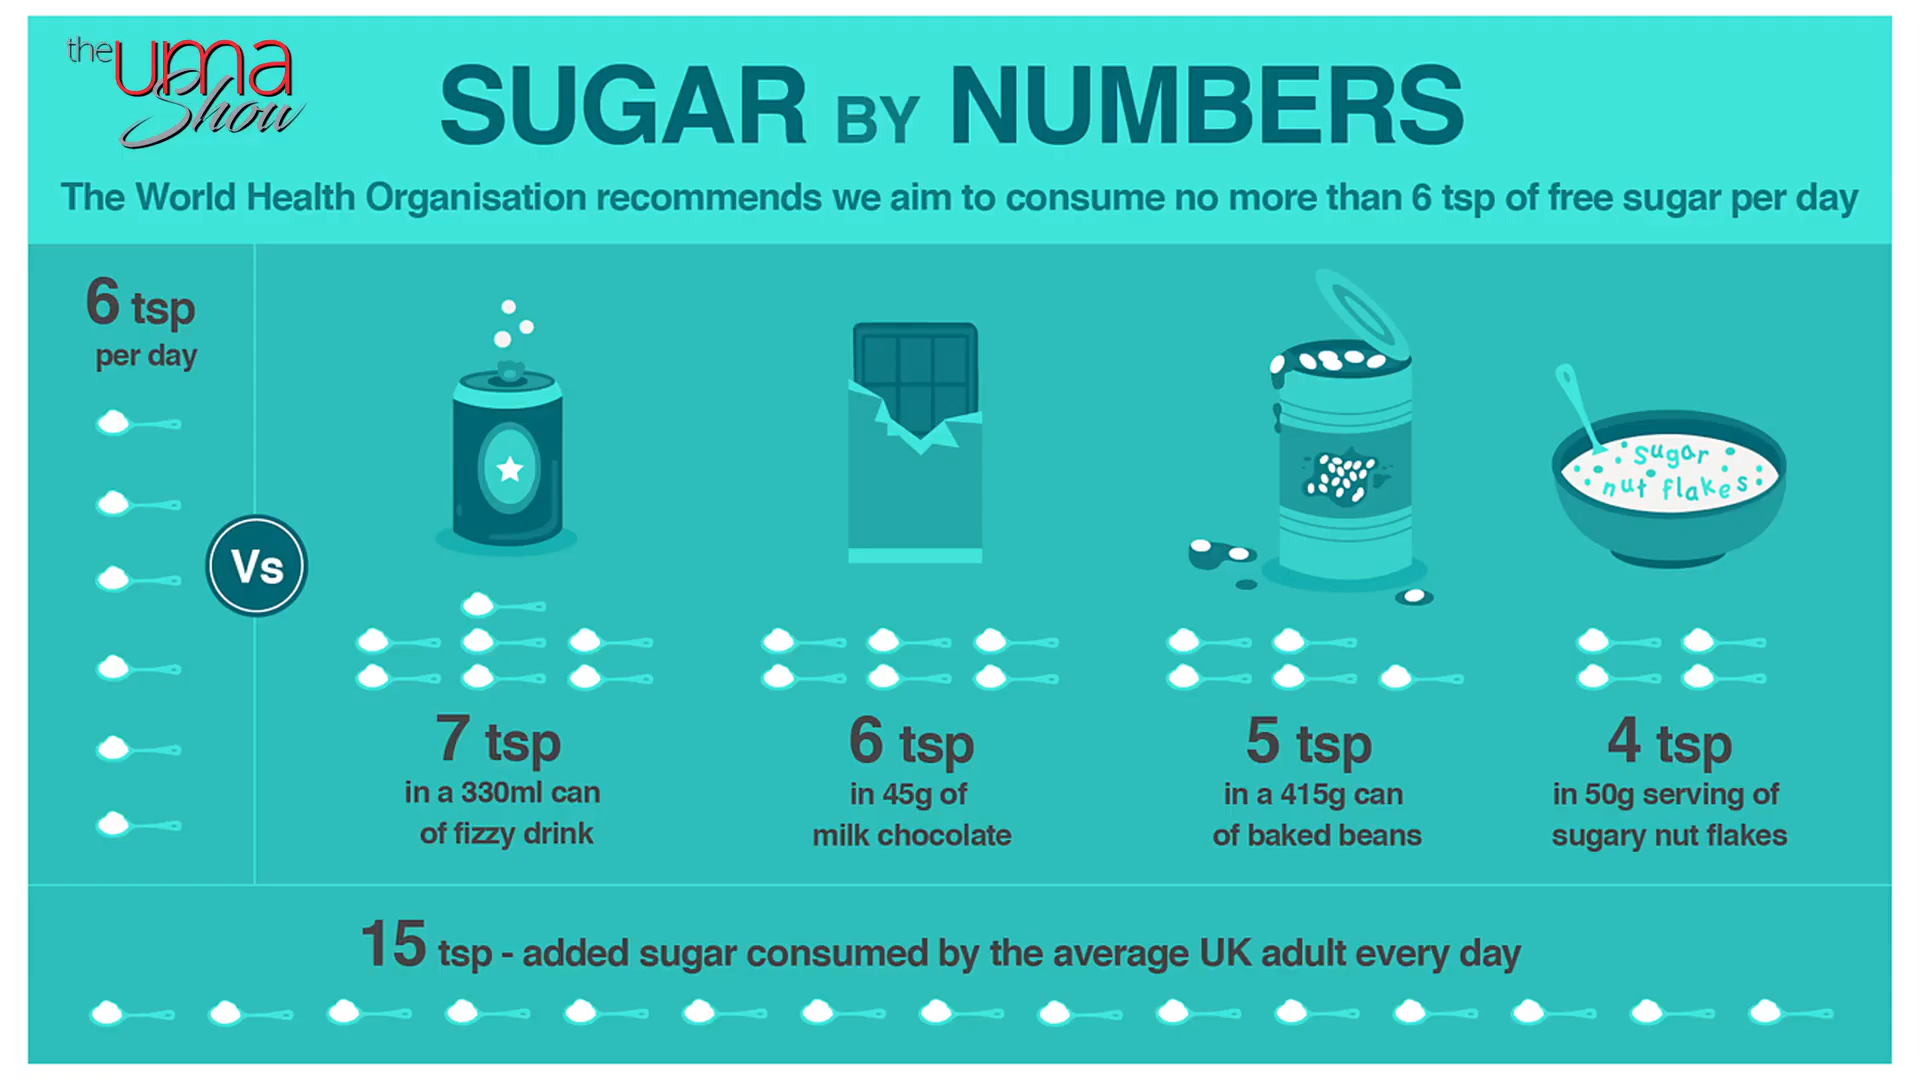 the uma
Show
SUGAR BY NUMBERS
The World Health Organisation recommends we aim to consume no more than 6 tsp of free sugar per day
6 tsp
per day
Vs
sugar
nut flakes
7 tsp
in a 330ml can
of fizzy drink
6 tsp
in 45g of
milk chocolate
5 tsp
in a 415g can
of baked beans
4 tsp
in 50g serving of
sugary nut flakes
15 tsp - added sugar consumed by the average UK adult every day